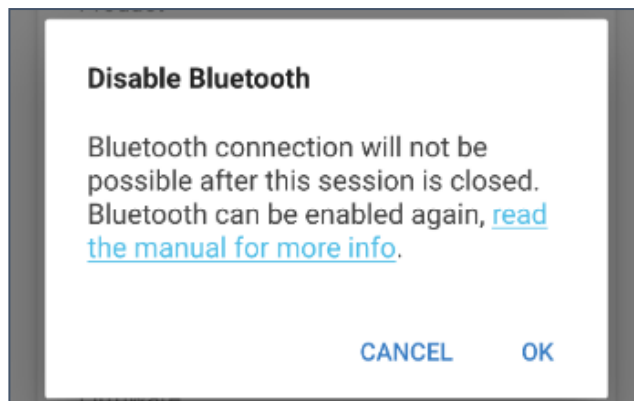 Disable Bluetooth
Bluetooth connection will not be
possible after this session is closed.
Bluetooth can be enabled again, read
the manual for more info.
CANCEL OK